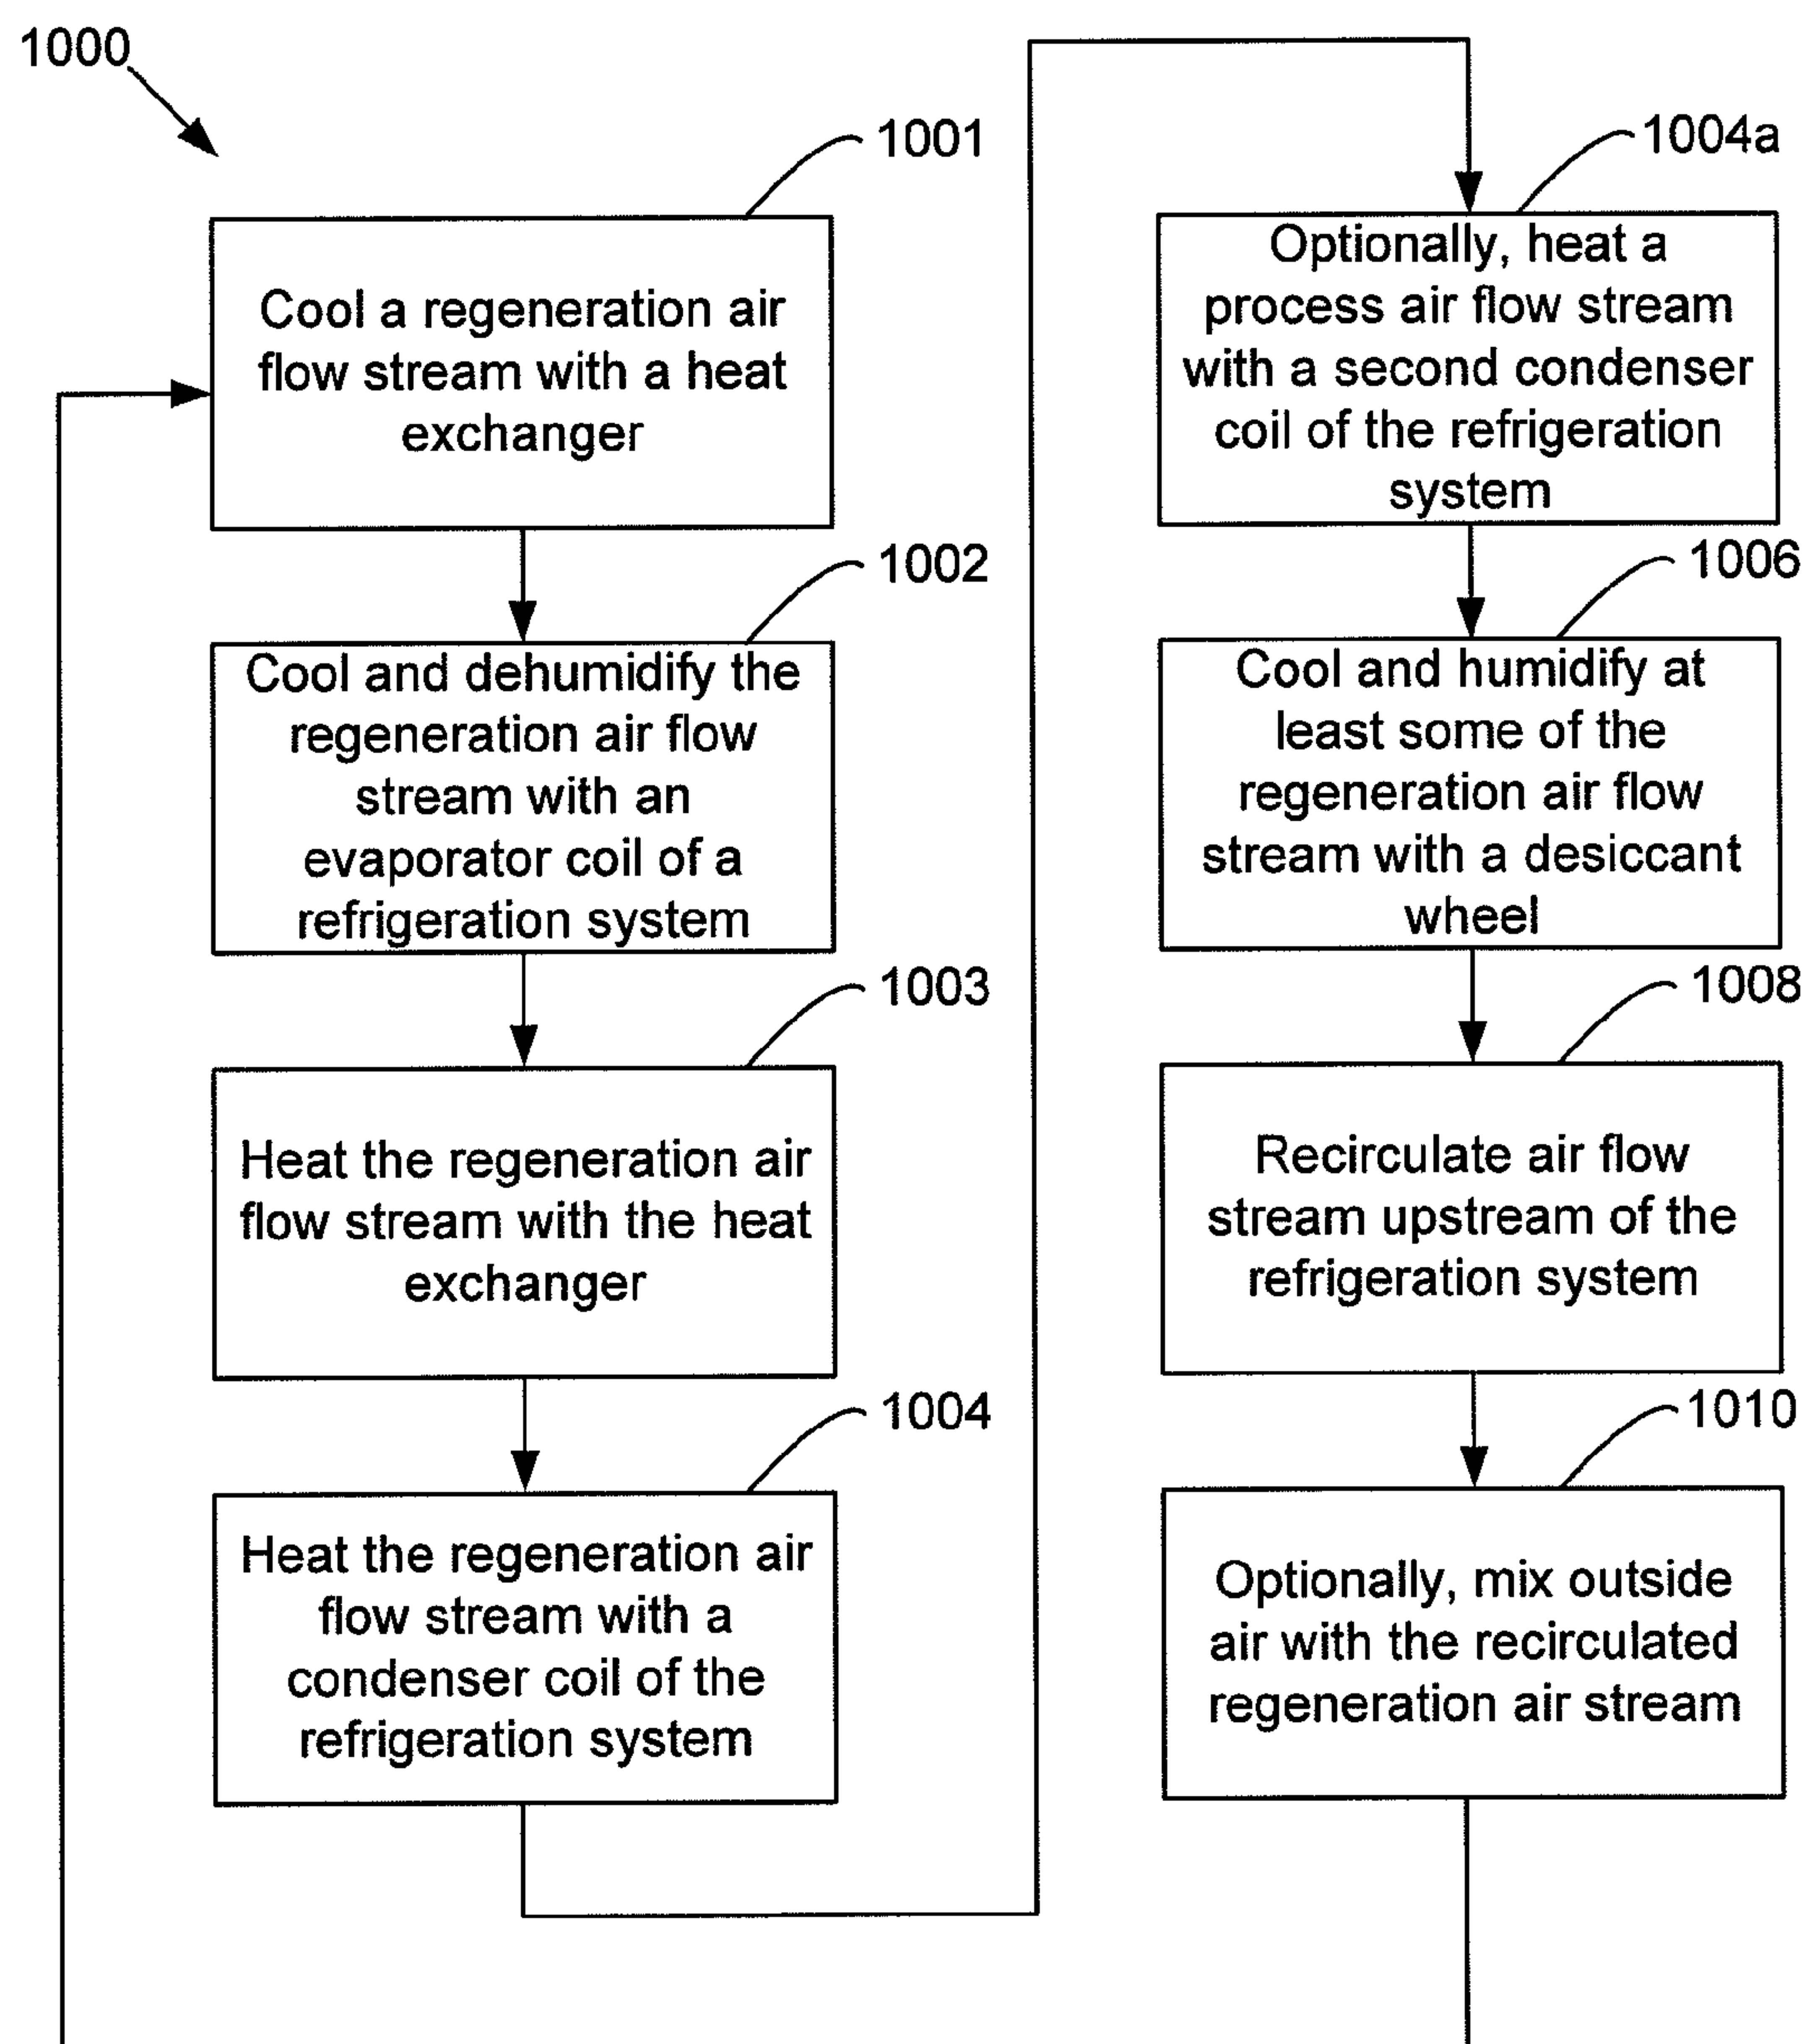 1000
1001
Cool a regeneration air
flow stream with a heat
exchanger
1002
Cool and dehumidify the
regeneration air flow
stream with an
evaporator coil of a
refrigeration system
1003
Heat the regeneration air
flow stream with the heat
exchanger
1004
Heat the regeneration air
flow stream with a
condenser coil of the
refrigeration system
1004a
Optionally, heat a
process air flow stream
with a second condenser
coil of the refrigeration
system
1006
Cool and humidify at
least some of the
regeneration air flow
stream with a desiccant
wheel
1008
Recirculate air flow
stream upstream of the
refrigeration system
1010
Optionally, mix outside
air with the recirculated
regeneration air stream